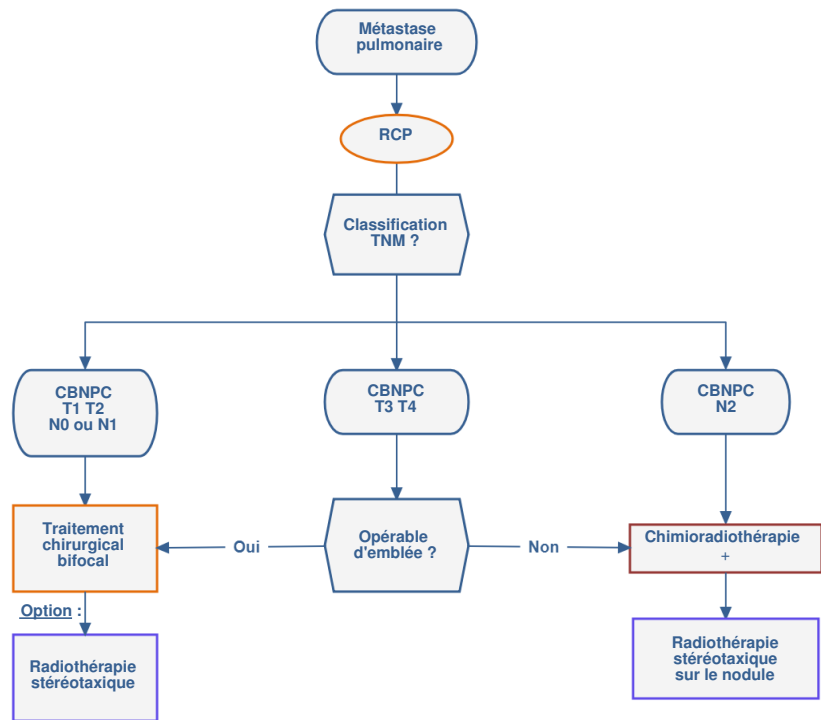 Métastase
pulmonaire
RCP
Classification
TNM ?
CBNPC
T1 T2
N0 ou N1
CBNPC
T3 T4
CBNPC
N2
Traitement
chirurgical
bifocal
Oui
Opérable
d'emblée ?
Non
Chimioradiothérapie
+
Option :
Radiothérapie
stéréotaxique
Radiothérapie
stéréotaxique
sur le nodule